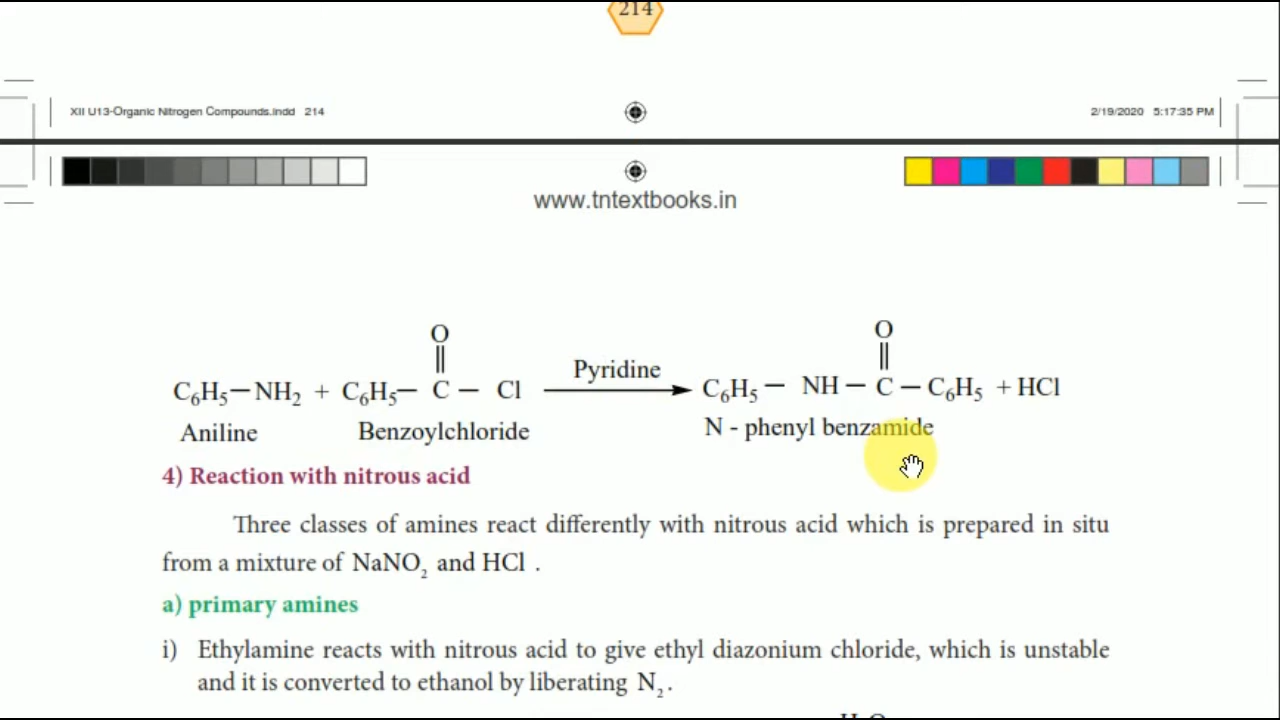 214
XII U13-Organic Nitrogen Compounds.indd 214
2/19/2020 5:17:35 PM
www.tntextbooks.in
O
O
C₆H₅—NH₂ + C₆H₅— C — Cl
Pyridine
C₆H₅ — NH — C — C₆H₅ + HCl
Aniline
Benzoylchloride
N - phenyl benzamide
4) Reaction with nitrous acid
Three classes of amines react differently with nitrous acid which is prepared in situ
from a mixture of NaNO₂ and HCl .
a) primary amines
i) Ethylamine reacts with nitrous acid to give ethyl diazonium chloride, which is unstable
and it is converted to ethanol by liberating N₂.